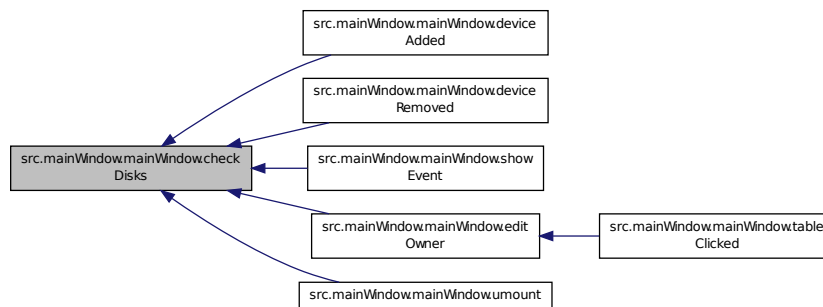 src.mainWindow.mainWindow.device
Added
src.mainWindow.mainWindow.device
Removed
src.mainWindow.mainWindow.check
Disks
src.mainWindow.mainWindow.show
Event
src.mainWindow.mainWindow.edit
Owner
src.mainWindow.mainWindow.table
Clicked
src.mainWindow.mainWindow.umount